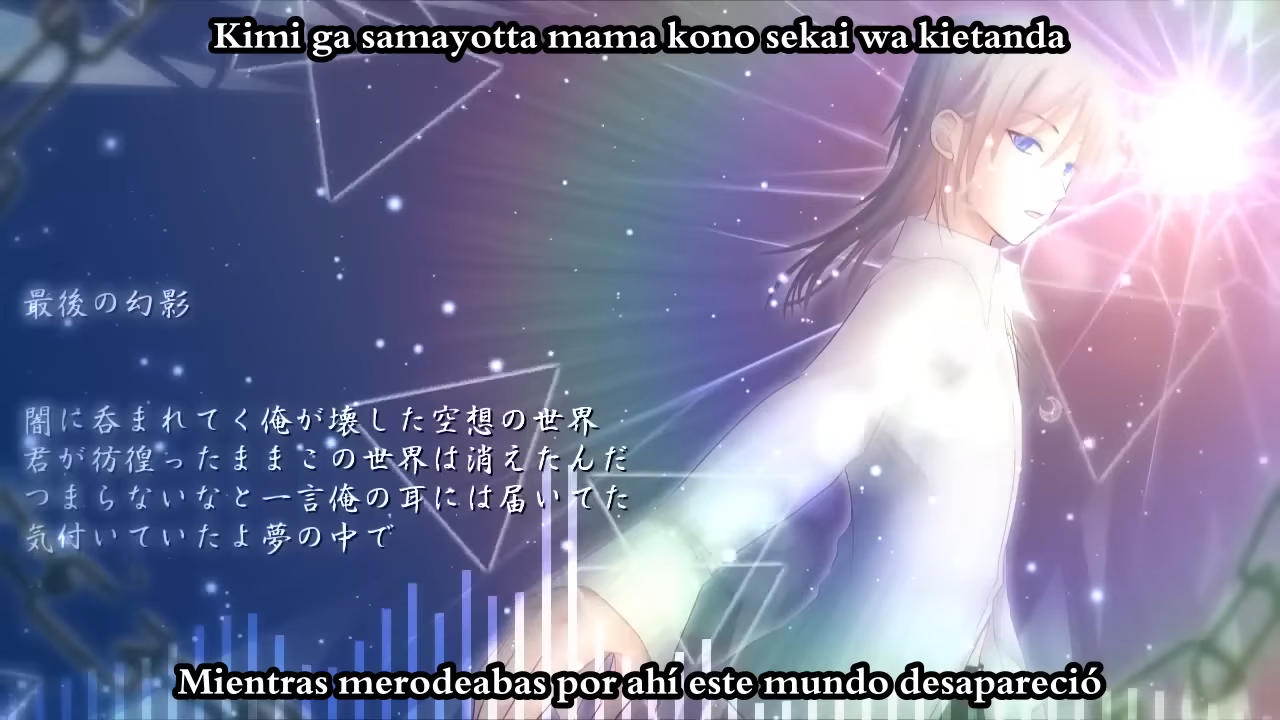 Kimi ga samayotta mama kono sekai wa kietanda
最後の幻影
闇に呑まれてく俺が壊した空想の世界
君が彷徨ったままこの世界は消えたんだ
つまらないなと一言俺の耳には届いてた
気付いていたよ夢の中で
Mientras merodeabas por ahí este mundo desapareció